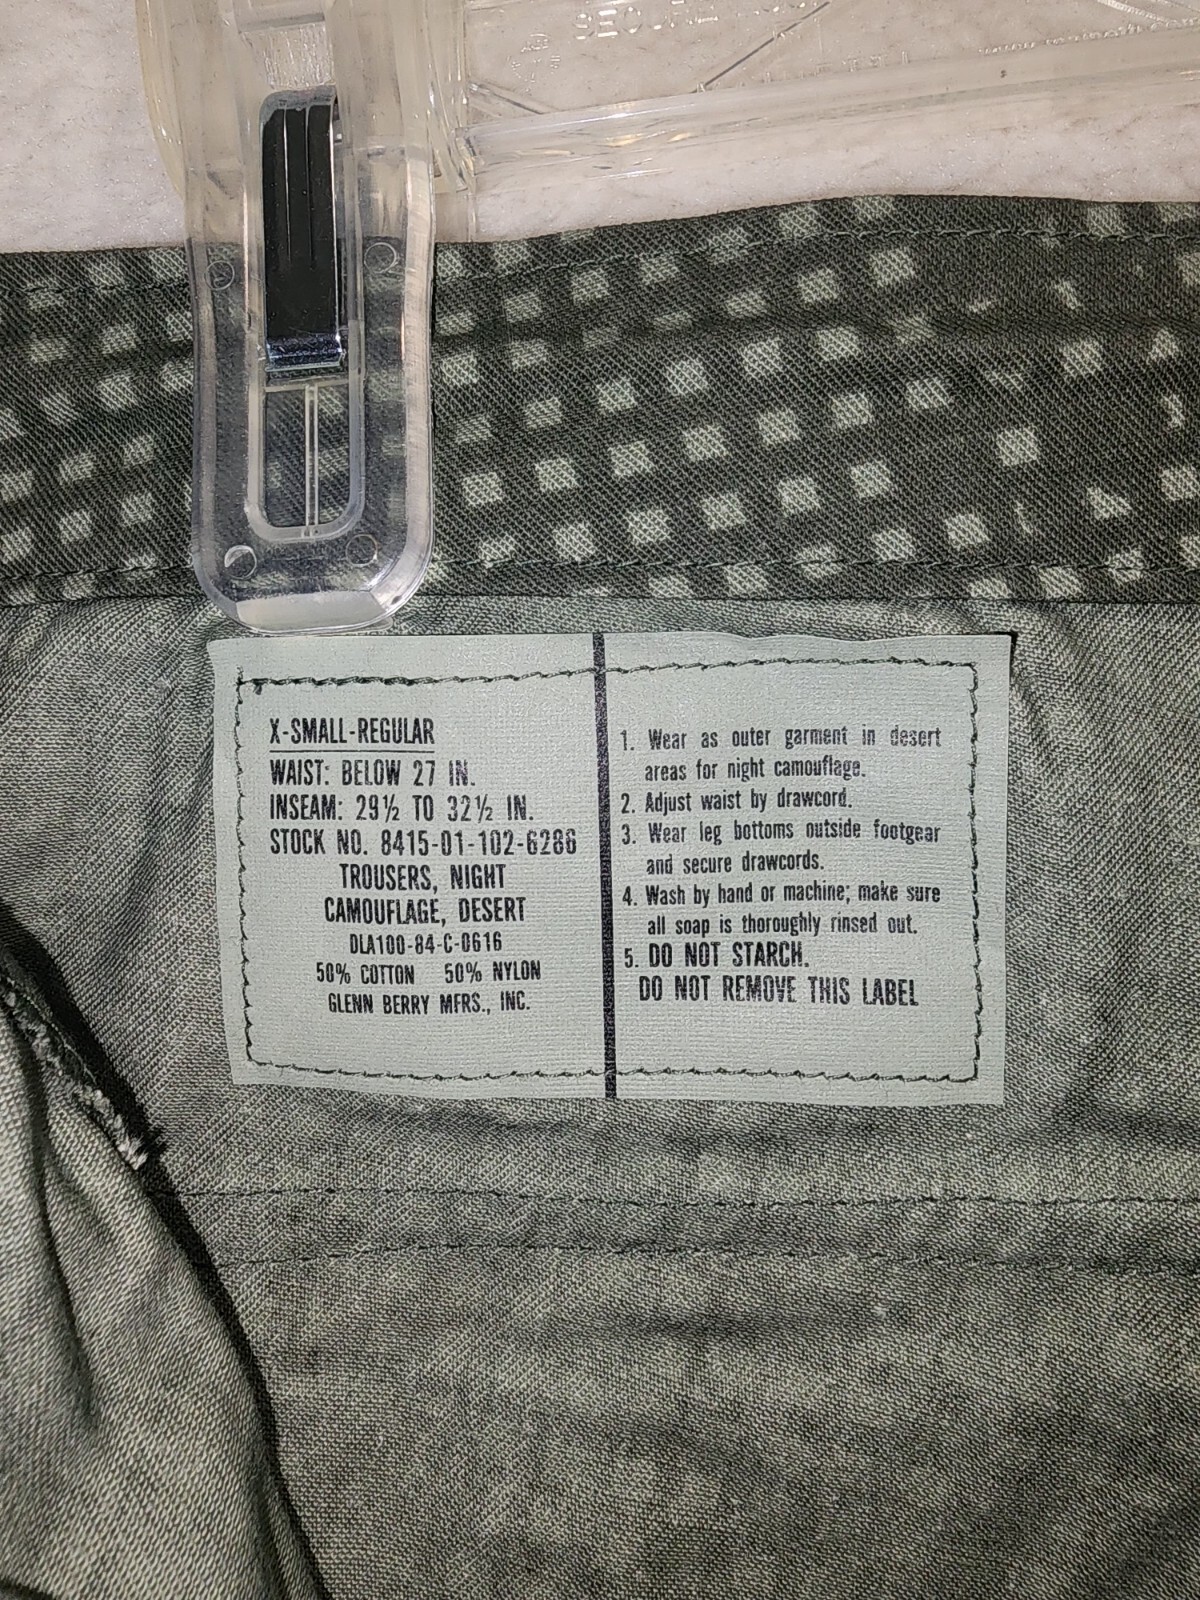 X-SMALL-REGULAR
WAIST: BELOW 27 IN.
INSEAM: 29½ TO 32½ IN.
STOCK NO. 8415-01-102-6286
TROUSERS, NIGHT
CAMOUFLAGE, DESERT
DLA100-84-C-0616
50% COTTON 50% NYLON
GLENN BERRY MFRS., INC.
1. Wear as outer garment in desert
areas for night camouflage.
2. Adjust waist by drawcord.
3. Wear leg bottoms outside footgear
and secure drawcords.
4. Wash by hand or machine; make sure
all soap is thoroughly rinsed out.
5. DO NOT STARCH.
DO NOT REMOVE THIS LABEL